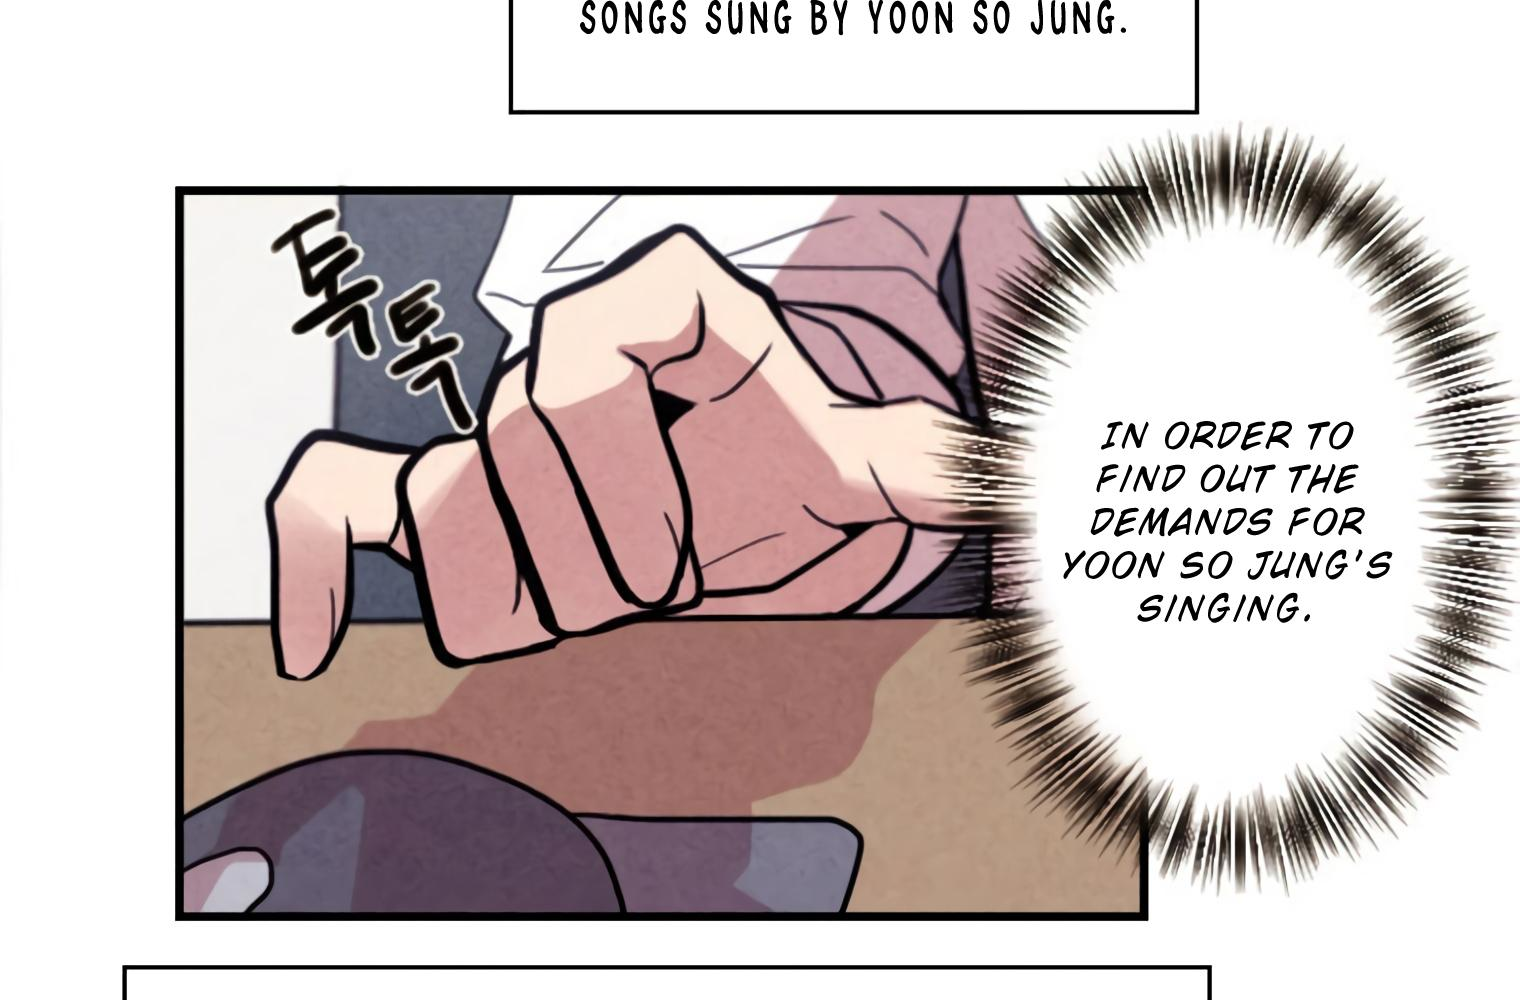 SONGS SUNG BY YOON SO JUNG.
톡
톡
IN ORDER TO
FIND OUT THE
DEMANDS FOR
YOON SO JUNG'S
SINGING.